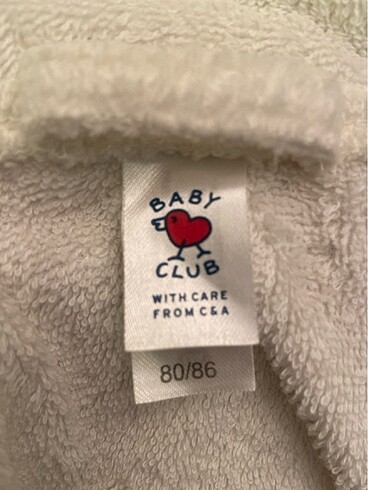 BABY
CLUB
WITH CARE
FROM C&A
80/86